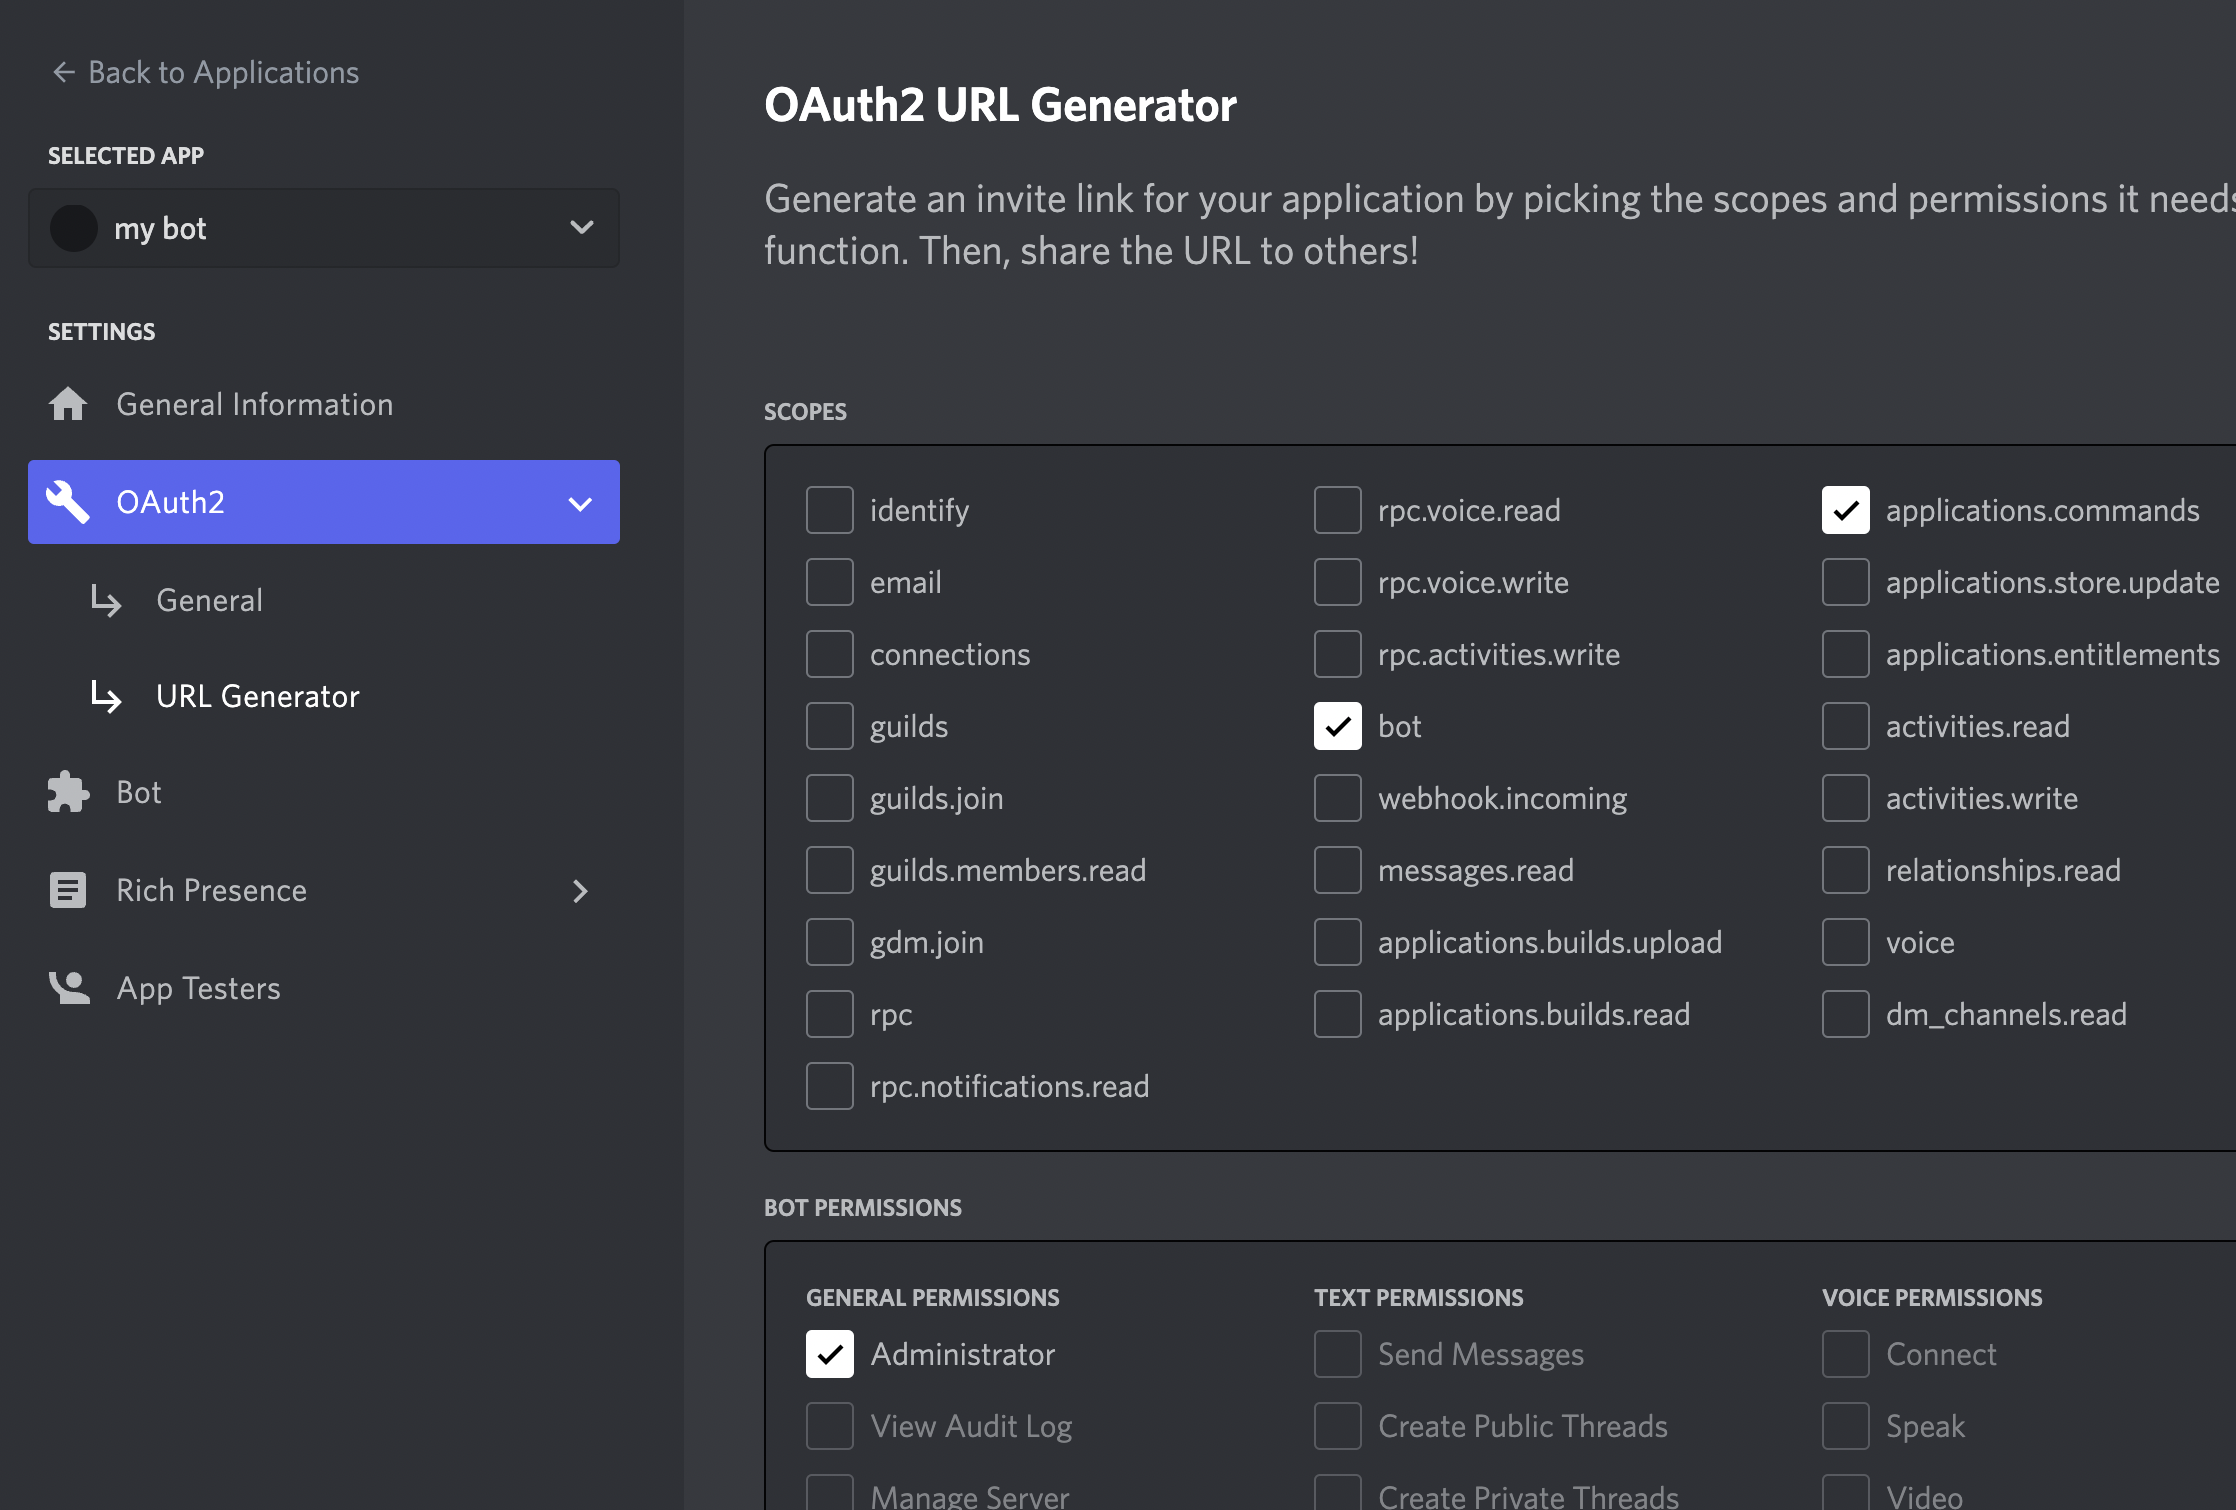 Back to Applications
SELECTED APP
my bot
SETTINGS
General Information
OAuth2
General
URL Generator
Bot
Rich Presence
App Testers
OAuth2 URL Generator
Generate an invite link for your application by picking the scopes and permissions it needs
function. Then, share the URL to others!
SCOPES
identify
email
connections
guilds
guilds.join
guilds.members.read
gdm.join
rpc
rpc.notifications.read
rpc.voice.read
rpc.voice.write
rpc.activities.write
bot
webhook.incoming
messages.read
applications.builds.upload
applications.builds.read
applications.commands
applications.store.update
applications.entitlements
activities.read
activities.write
relationships.read
voice
dm_channels.read
BOT PERMISSIONS
GENERAL PERMISSIONS
Administrator
View Audit Log
Manage Server
TEXT PERMISSIONS
Send Messages
Create Public Threads
Create Private Threads
VOICE PERMISSIONS
Connect
Speak
Video